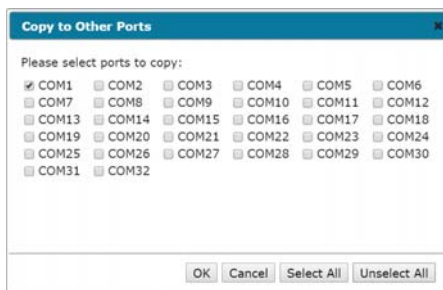 Copy to Other Ports
Please select ports to copy:
COM1 COM2 COM3 COM4 COM5 COM6
COM7 COM8 COM9 COM10 COM11 COM12
COM13 COM14 COM15 COM16 COM17 COM18
COM19 COM20 COM21 COM22 COM23 COM24
COM25 COM26 COM27 COM28 COM29 COM30
COM31 COM32
OK Cancel Select All Unselect All